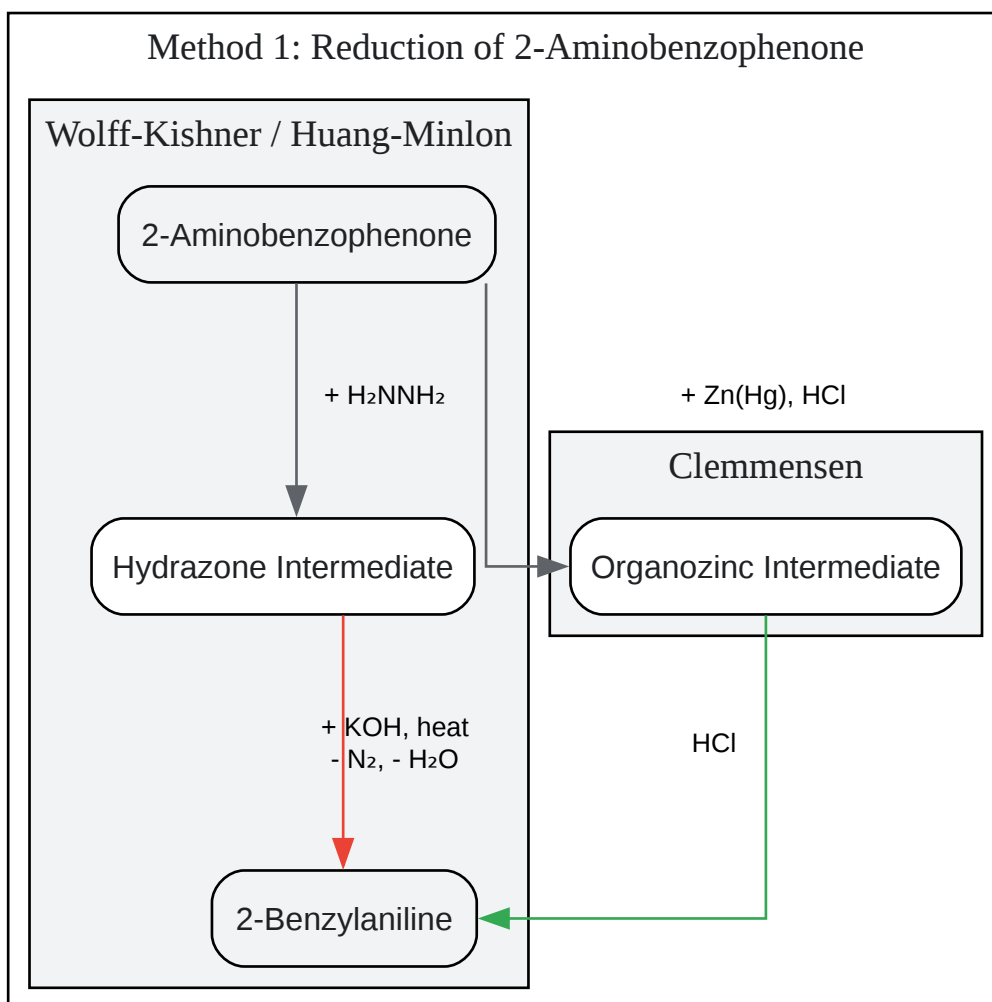 Method 1: Reduction of 2-Aminobenzophenone
Wolff-Kishner / Huang-Minlon
2-Aminobenzophenone
+ H₂NNH₂
+ Zn(Hg), HCl
Clemmensen
Hydrazone Intermediate
Organozinc Intermediate
+ KOH, heat
- N₂, - H₂O
HCl
2-Benzylaniline